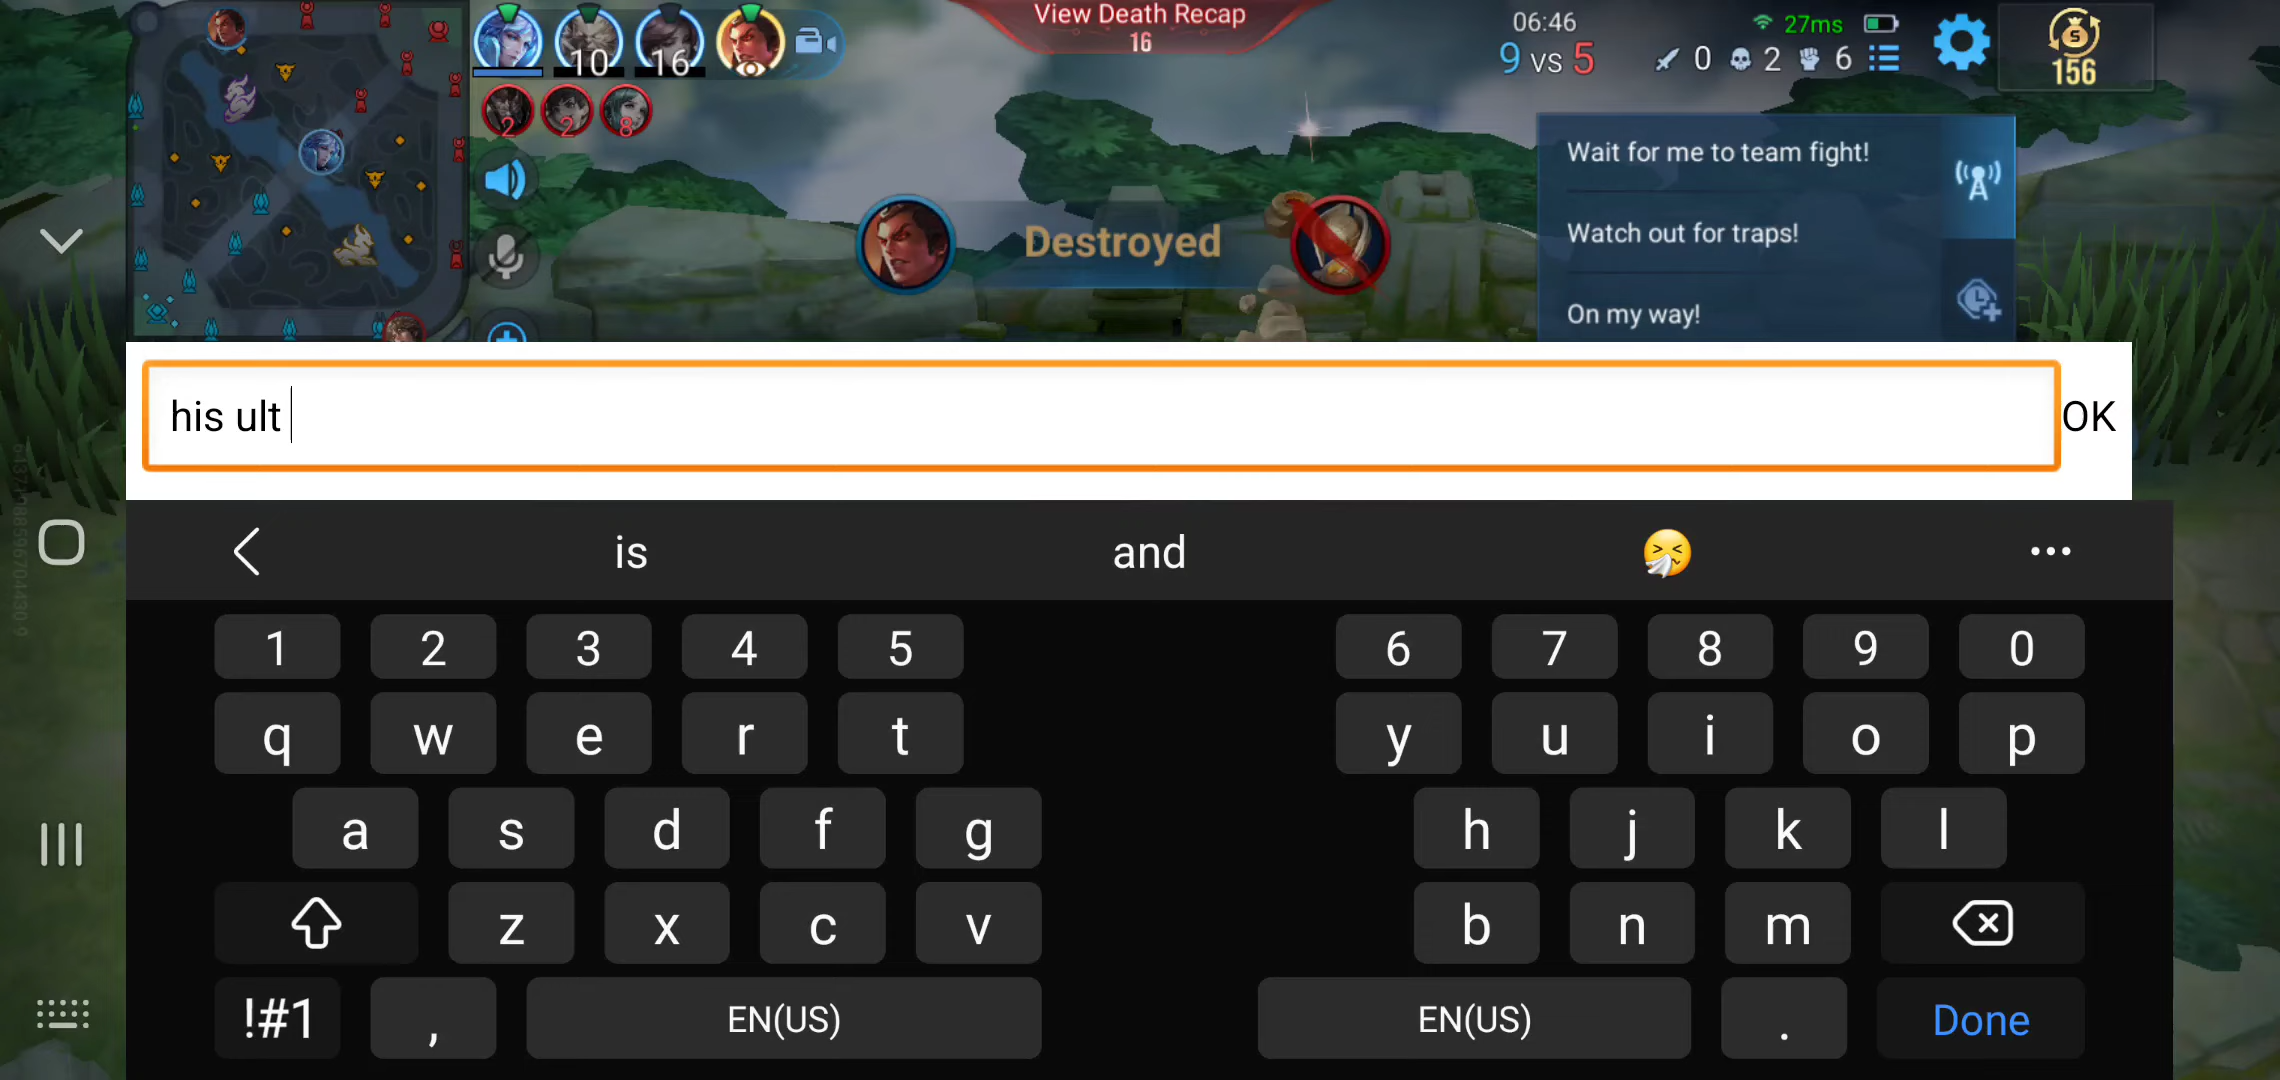 View Death Recap
16
06:46
27ms
9 vs 5
0 2 6
156
10
16
2
2
8
Wait for me to team fight!
Watch out for traps!
On my way!
Destroyed
his ult
OK
is and
1 2 3 4 5 6 7 8 9 0
q w e r t y u i o p
a s d f g h j k l
z x c v b n m
!#1 , EN(US) EN(US) . Done